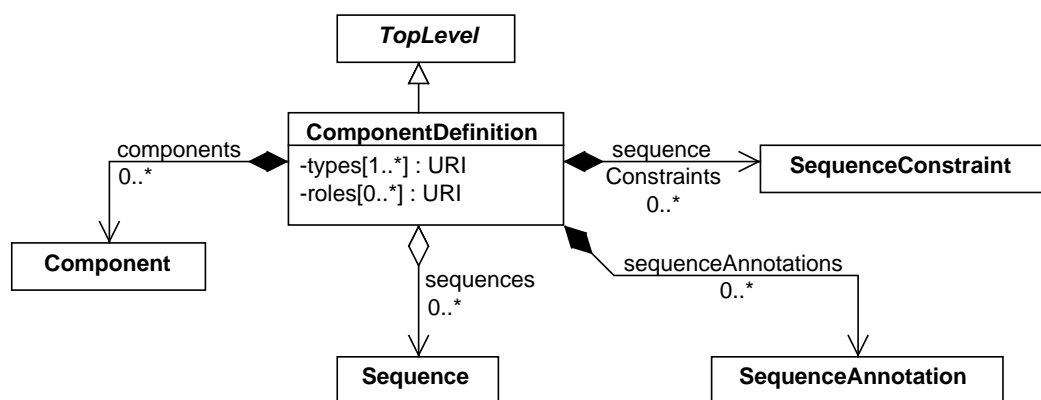 TopLevel
ComponentDefinition
-types[1..*] : URI
-roles[0..*] : URI
components
0..*
sequence
Constraints
0..*
SequenceConstraint
Component
sequences
0..*
sequenceAnnotations
0..*
Sequence
SequenceAnnotation